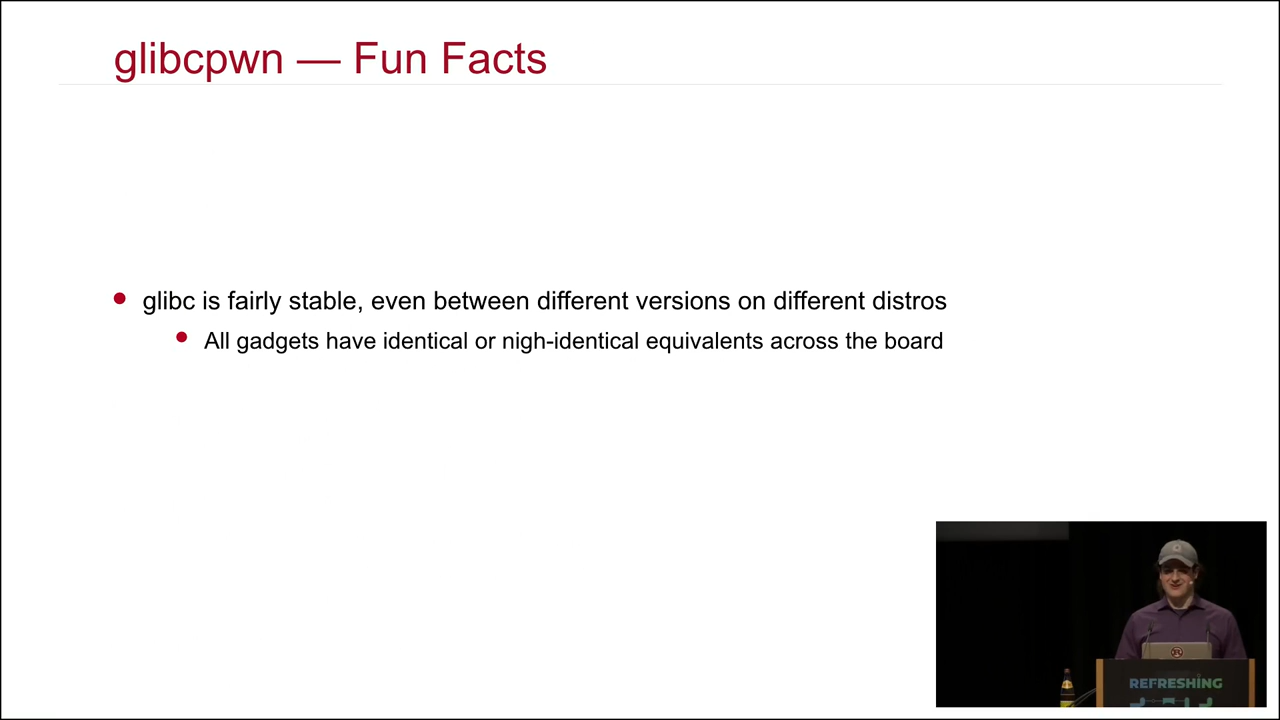 glibcpwn — Fun Facts
glibc is fairly stable, even between different versions on different distros
All gadgets have identical or nigh-identical equivalents across the board
REFRESHING